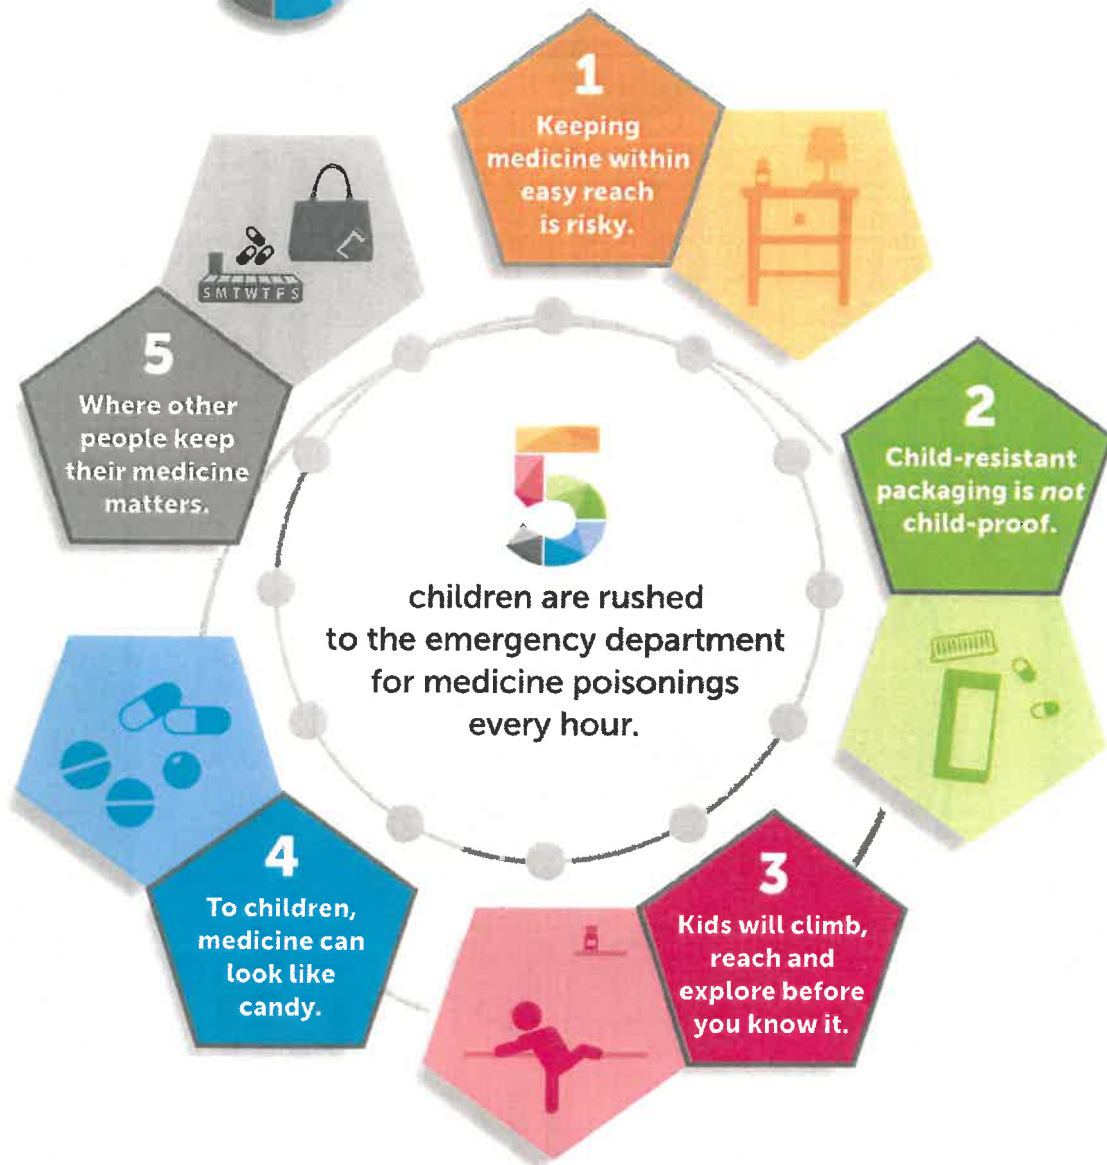 1
Keeping
medicine within
easy reach
is risky.
2
Child-resistant
packaging is not
child-proof.
3
Kids will climb,
reach and
explore before
you know it.
4
To children,
medicine can
look like
candy.
5
Where other
people keep
their medicine
matters.
S M T W T F S
5
children are rushed
to the emergency department
for medicine poisonings
every hour.